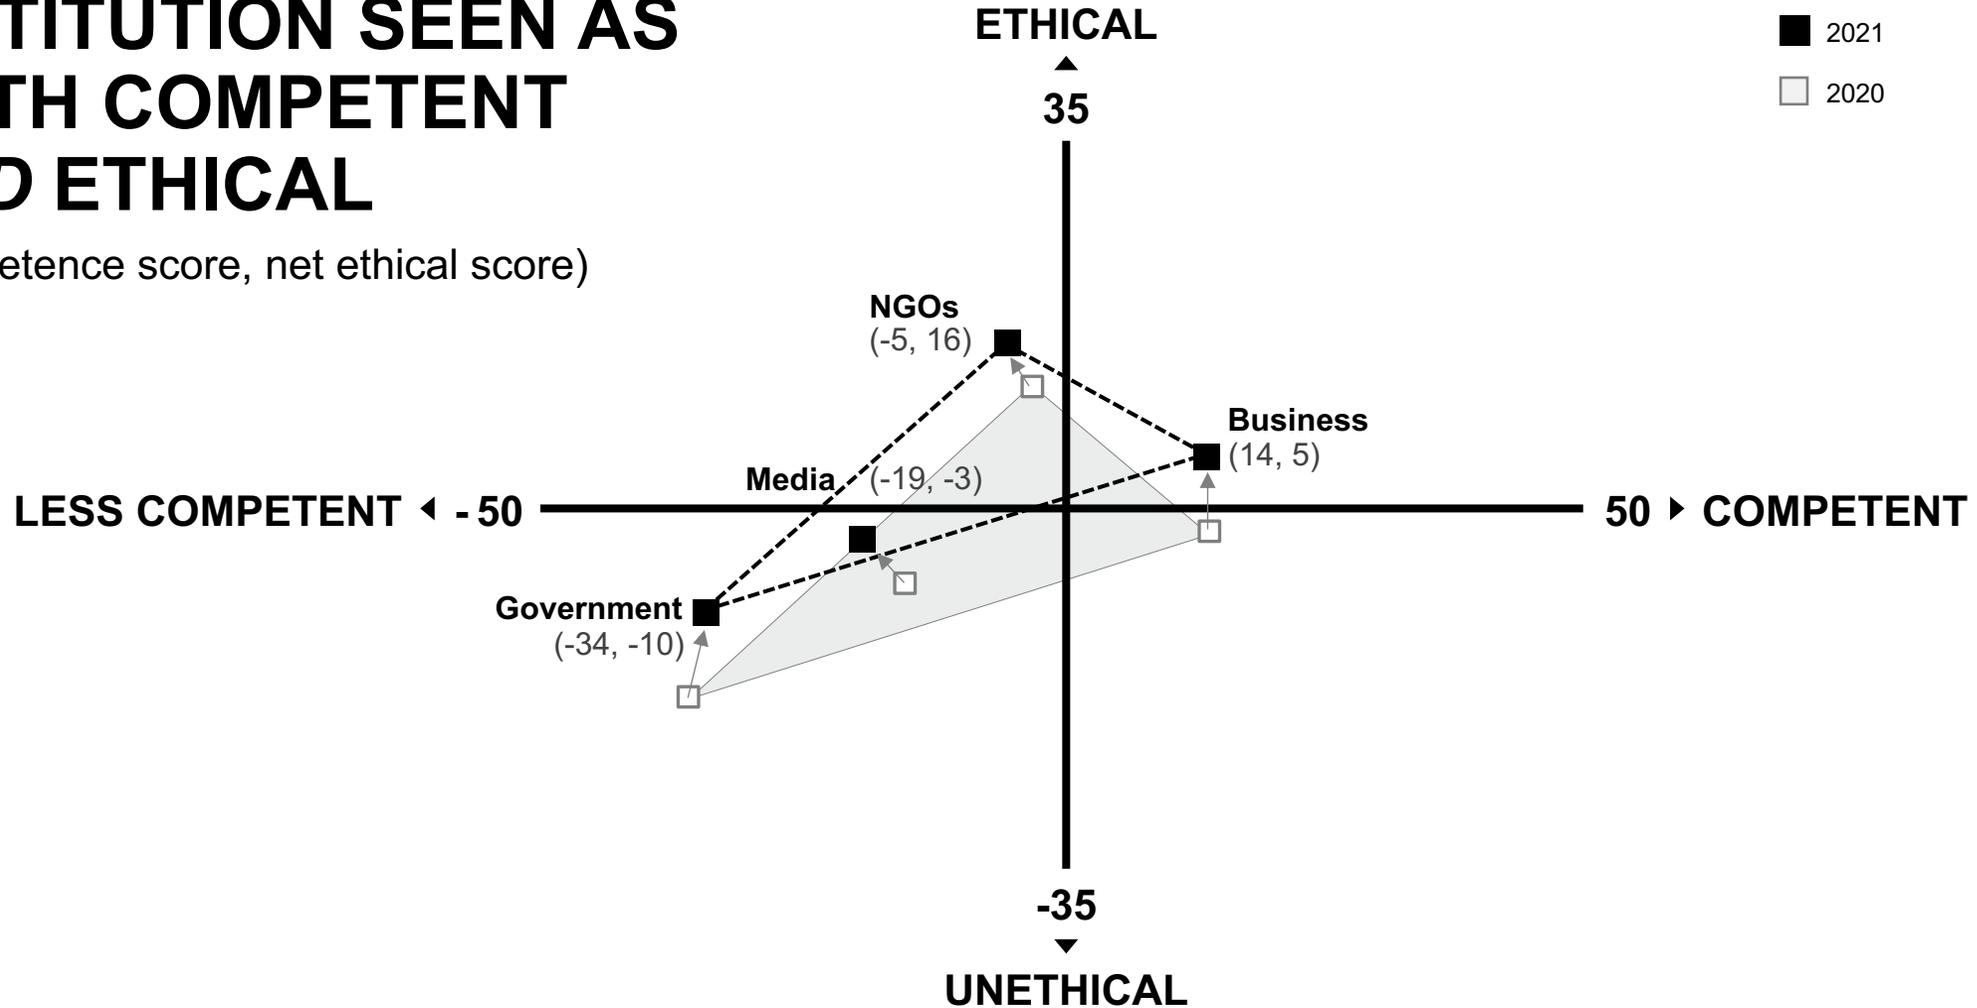 TITUTION SEEN AS
TH COMPETENT
D ETHICAL
etence score, net ethical score)
ETHICAL
35
2021
2020
NGOs
(-5, 16)
Business
(14, 5)
Media (-19, -3)
LESS COMPETENT
- 50
50
COMPETENT
Government
(-34, -10)
-35
UNETHICAL